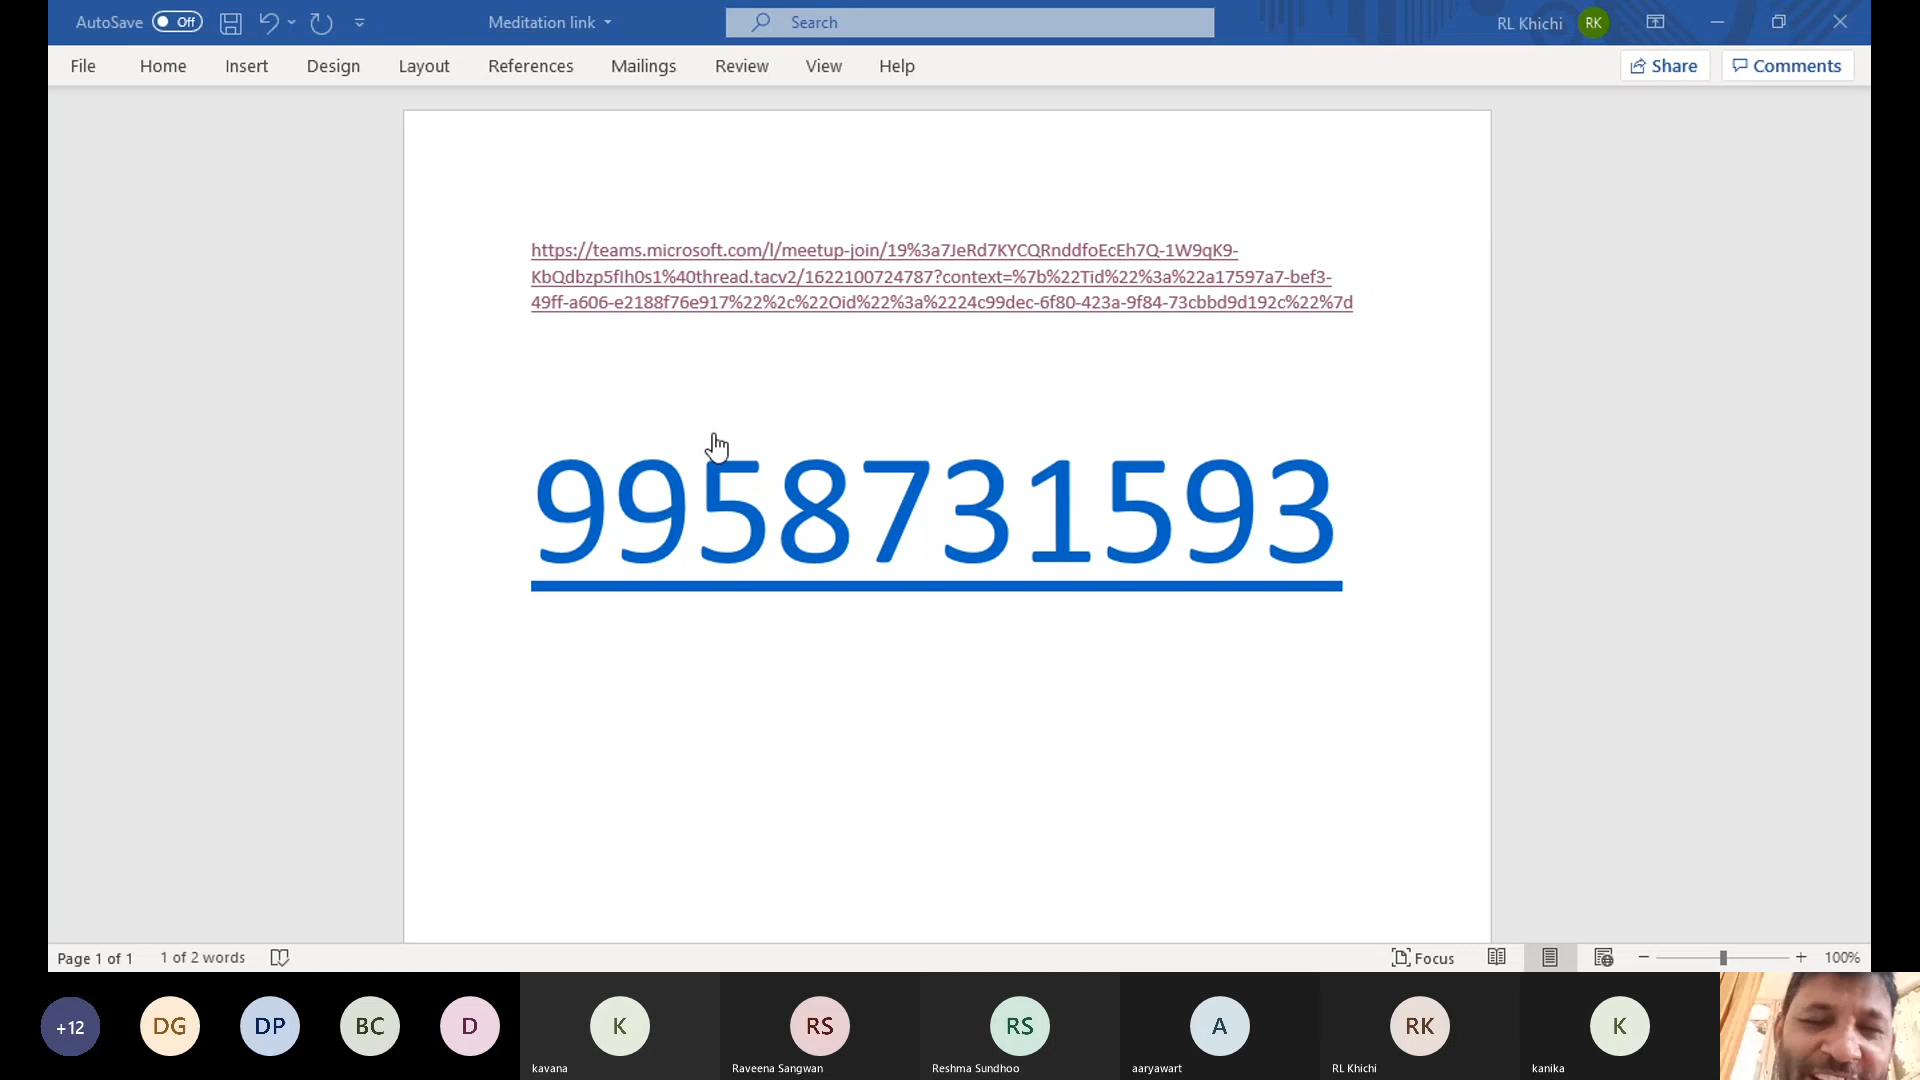 AutoSave Off Meditation link Search RL Khichi RK
File Home Insert Design Layout References Mailings Review View Help Share Comments
https://teams.microsoft.com/l/meetup-join/19%3a7JeRd7KYCQRnddfoEcEh7Q-1W9qK9-
KbQdbzp5fIh0s1%40thread.tacv2/1622100724787?context=%7b%22Tid%22%3a%22a17597a7-bef3-
49ff-a606-e2188f76e917%22%2c%22Oid%22%3a%2224c99dec-6f80-423a-9f84-73cbbd9d192c%22%7d
9958731593
Page 1 of 1 1 of 2 words Focus 100%
+12 DG DP BC D K RS RS A RK K
kavana Raveena Sangwan Reshma Sundhoo aaryawart RL Khichi kanika